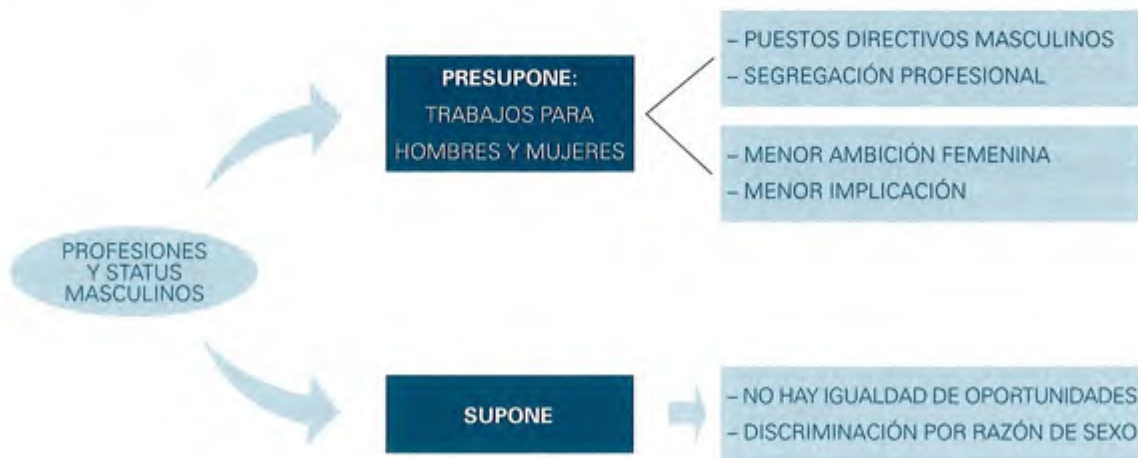 PROFESIONES
Y STATUS
MASCULINOS
PRESUPONE:
TRABAJOS PARA
HOMBRES Y MUJERES
– PUESTOS DIRECTIVOS MASCULINOS
– SEGREGACIÓN PROFESIONAL
– MENOR AMBICIÓN FEMENINA
– MENOR IMPLICACIÓN
SUPONE
– NO HAY IGUALDAD DE OPORTUNIDADES
– DISCRIMINACIÓN POR RAZÓN DE SEXO